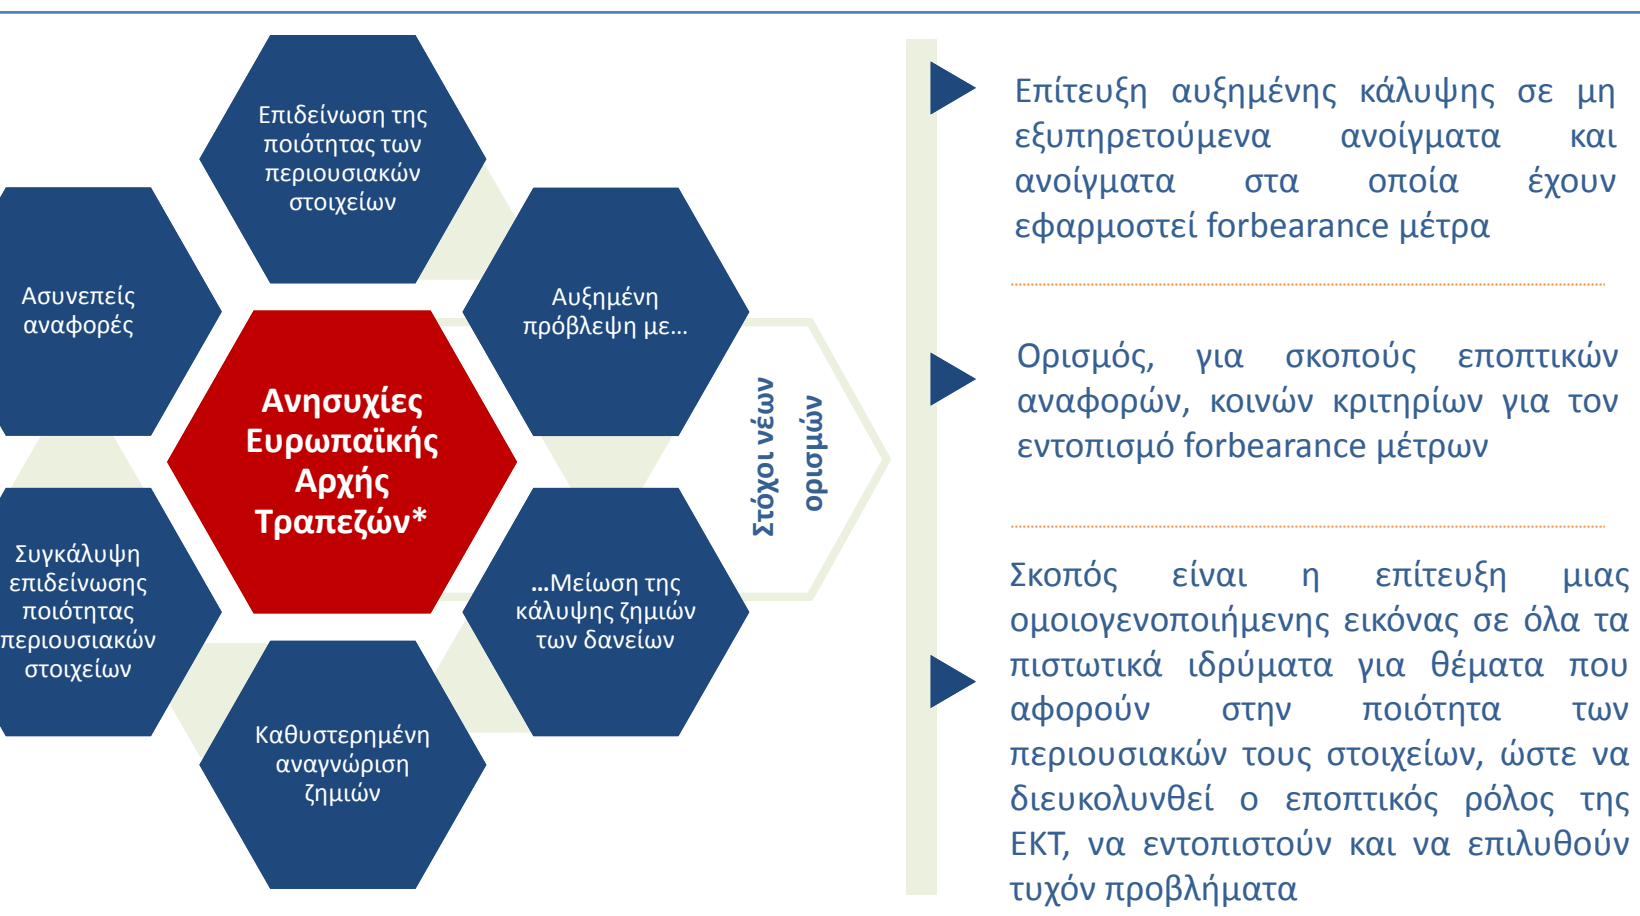 Επιδείνωση της
ποιότητας των
περιουσιακών
στοιχείων
Αυξημένη
πρόβλεψη με…
…Μείωση της
κάλυψης ζημιών
των δανείων
Καθυστερημένη
αναγνώριση
ζημιών
Συγκάλυψη
επιδείνωσης
ποιότητας
περιουσιακών
στοιχείων
Ασυνεπείς
αναφορές
Ανησυχίες
Ευρωπαϊκής
Αρχής
Τραπεζών*
Στόχοι νέων
ορισμών
Επίτευξη αυξημένης κάλυψης σε μη
εξυπηρετούμενα ανοίγματα και
ανοίγματα στα οποία έχουν
εφαρμοστεί forbearance μέτρα
Ορισμός, για σκοπούς εποπτικών
αναφορών, κοινών κριτηρίων για τον
εντοπισμό forbearance μέτρων
Σκοπός είναι η επίτευξη μιας
ομοιογενοποιήμενης εικόνας σε όλα τα
πιστωτικά ιδρύματα για θέματα που
αφορούν στην ποιότητα των
περιουσιακών τους στοιχείων, ώστε να
διευκολυνθεί ο εποπτικός ρόλος της
ΕΚΤ, να εντοπιστούν και να επιλυθούν
τυχόν προβλήματα